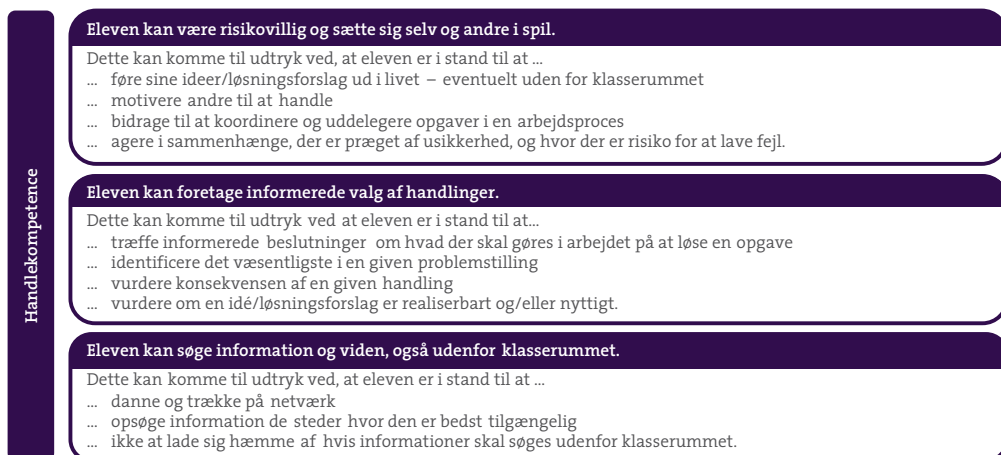 Handlekompetence
Eleven kan være risikovillig og sætte sig selv og andre i spil.
Dette kan komme til udtryk ved, at eleven er i stand til at ...
... føre sine ideer/løsningsforslag ud i livet – eventuelt uden for klasserummet
... motivere andre til at handle
... bidrage til at koordinere og uddelegere opgaver i en arbejdsproces
... agere i sammenhænge, der er præget af usikkerhed, og hvor der er risiko for at lave fejl.
Eleven kan foretage informerede valg af handlinger.
Dette kan komme til udtryk ved at eleven er i stand til at...
... træffe informerede beslutninger om hvad der skal gøres i arbejdet på at løse en opgave
... identificere det væsentligste i en given problemstilling
... vurdere konsekvensen af en given handling
... vurdere om en idé/løsningsforslag er realiserbart og/eller nyttigt.
Eleven kan søge information og viden, også udenfor klasserummet.
Dette kan komme til udtryk ved, at eleven er i stand til at ...
... danne og trække på netværk
... opsøge information de steder hvor den er bedst tilgængelig
... ikke at lade sig hæmme af hvis informationer skal søges udenfor klasserummet.